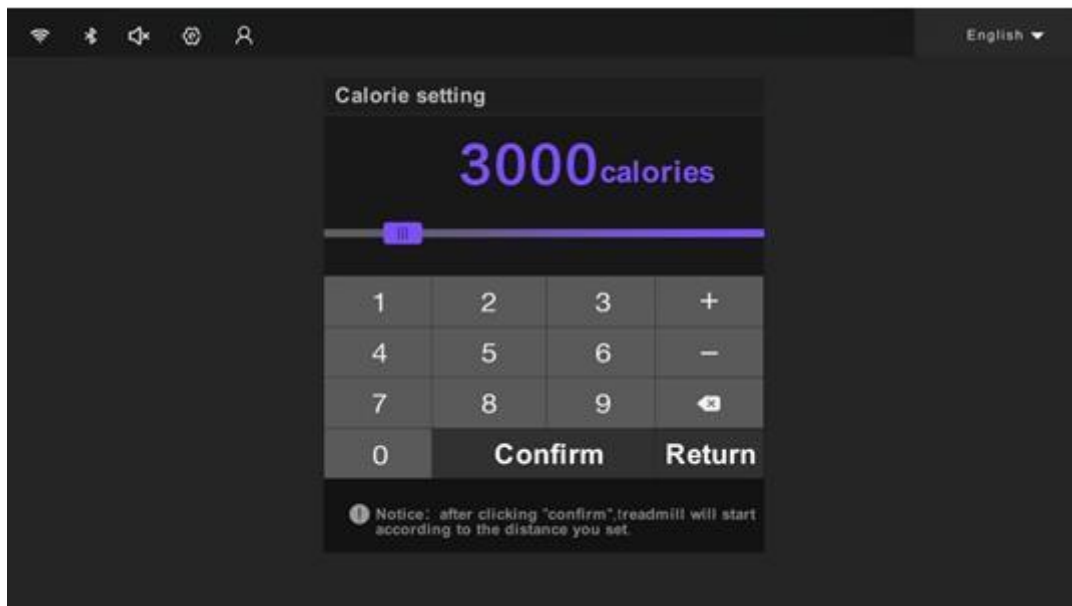 English
Calorie setting
3000calories
1 2 3 +
4 5 6 −
7 8 9
0 Confirm Return
Notice: after clicking "confirm",treadmill will start
according to the distance you set.